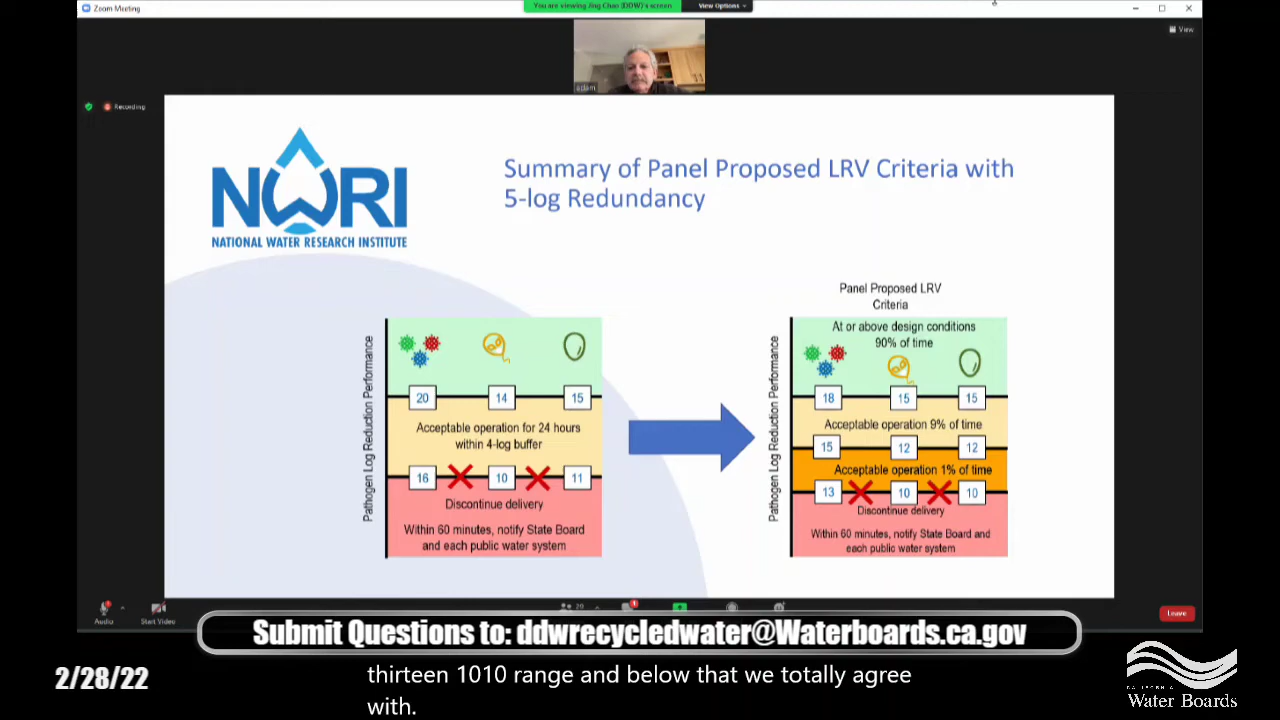 Zoom Meeting
You are viewing Jing Chao (DDW)'s screen
View Options
View
adam
Recording
NWRI
NATIONAL WATER RESEARCH INSTITUTE
Summary of Panel Proposed LRV Criteria with
5-log Redundancy
Pathogen Log Reduction Performance
20 14 15
Acceptable operation for 24 hours
within 4-log buffer
16 10 11
Discontinue delivery
Within 60 minutes, notify State Board
and each public water system
Panel Proposed LRV
Criteria
Pathogen Log Reduction Performance
At or above design conditions
90% of time
18 15 15
Acceptable operation 9% of time
15 12 12
Acceptable operation 1% of time
13 10 10
Discontinue delivery
Within 60 minutes, notify State Board and
each public water system
Audio
Start Video
20
1
Leave
Submit Questions to: ddwrecycledwater@Waterboards.ca.gov
2/28/22
thirteen 1010 range and below that we totally agree
with.
CALIFORNIA
Water Boards